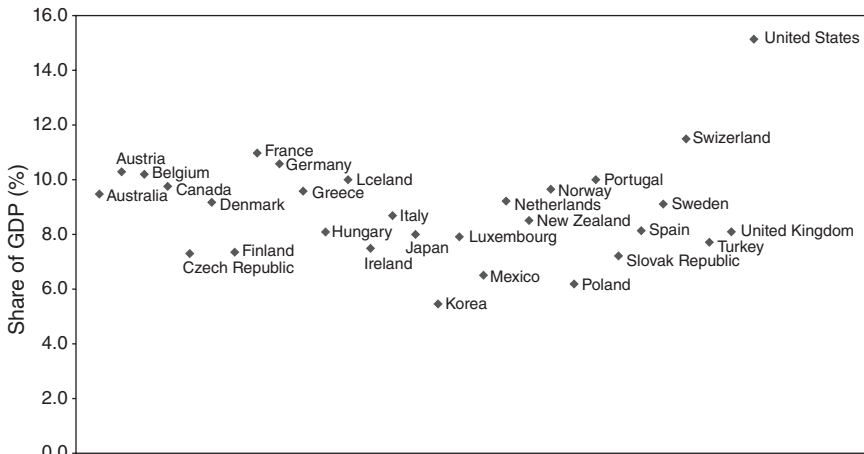 16.0
United States
14.0
12.0
Swizerland
France
Austria
Germany
Belgium
Lceland
Portugal
10.0
Canada
Norway
Australia
Greece
Denmark
Netherlands
Sweden
Italy
New Zealand
8.0
Hungary
Luxembourg
Spain
United Kingdom
Japan
Turkey
Finland
Ireland
Slovak Republic
Czech Republic
Mexico
Poland
6.0
Korea
4.0
2.0
0.0
Share of GDP (%)